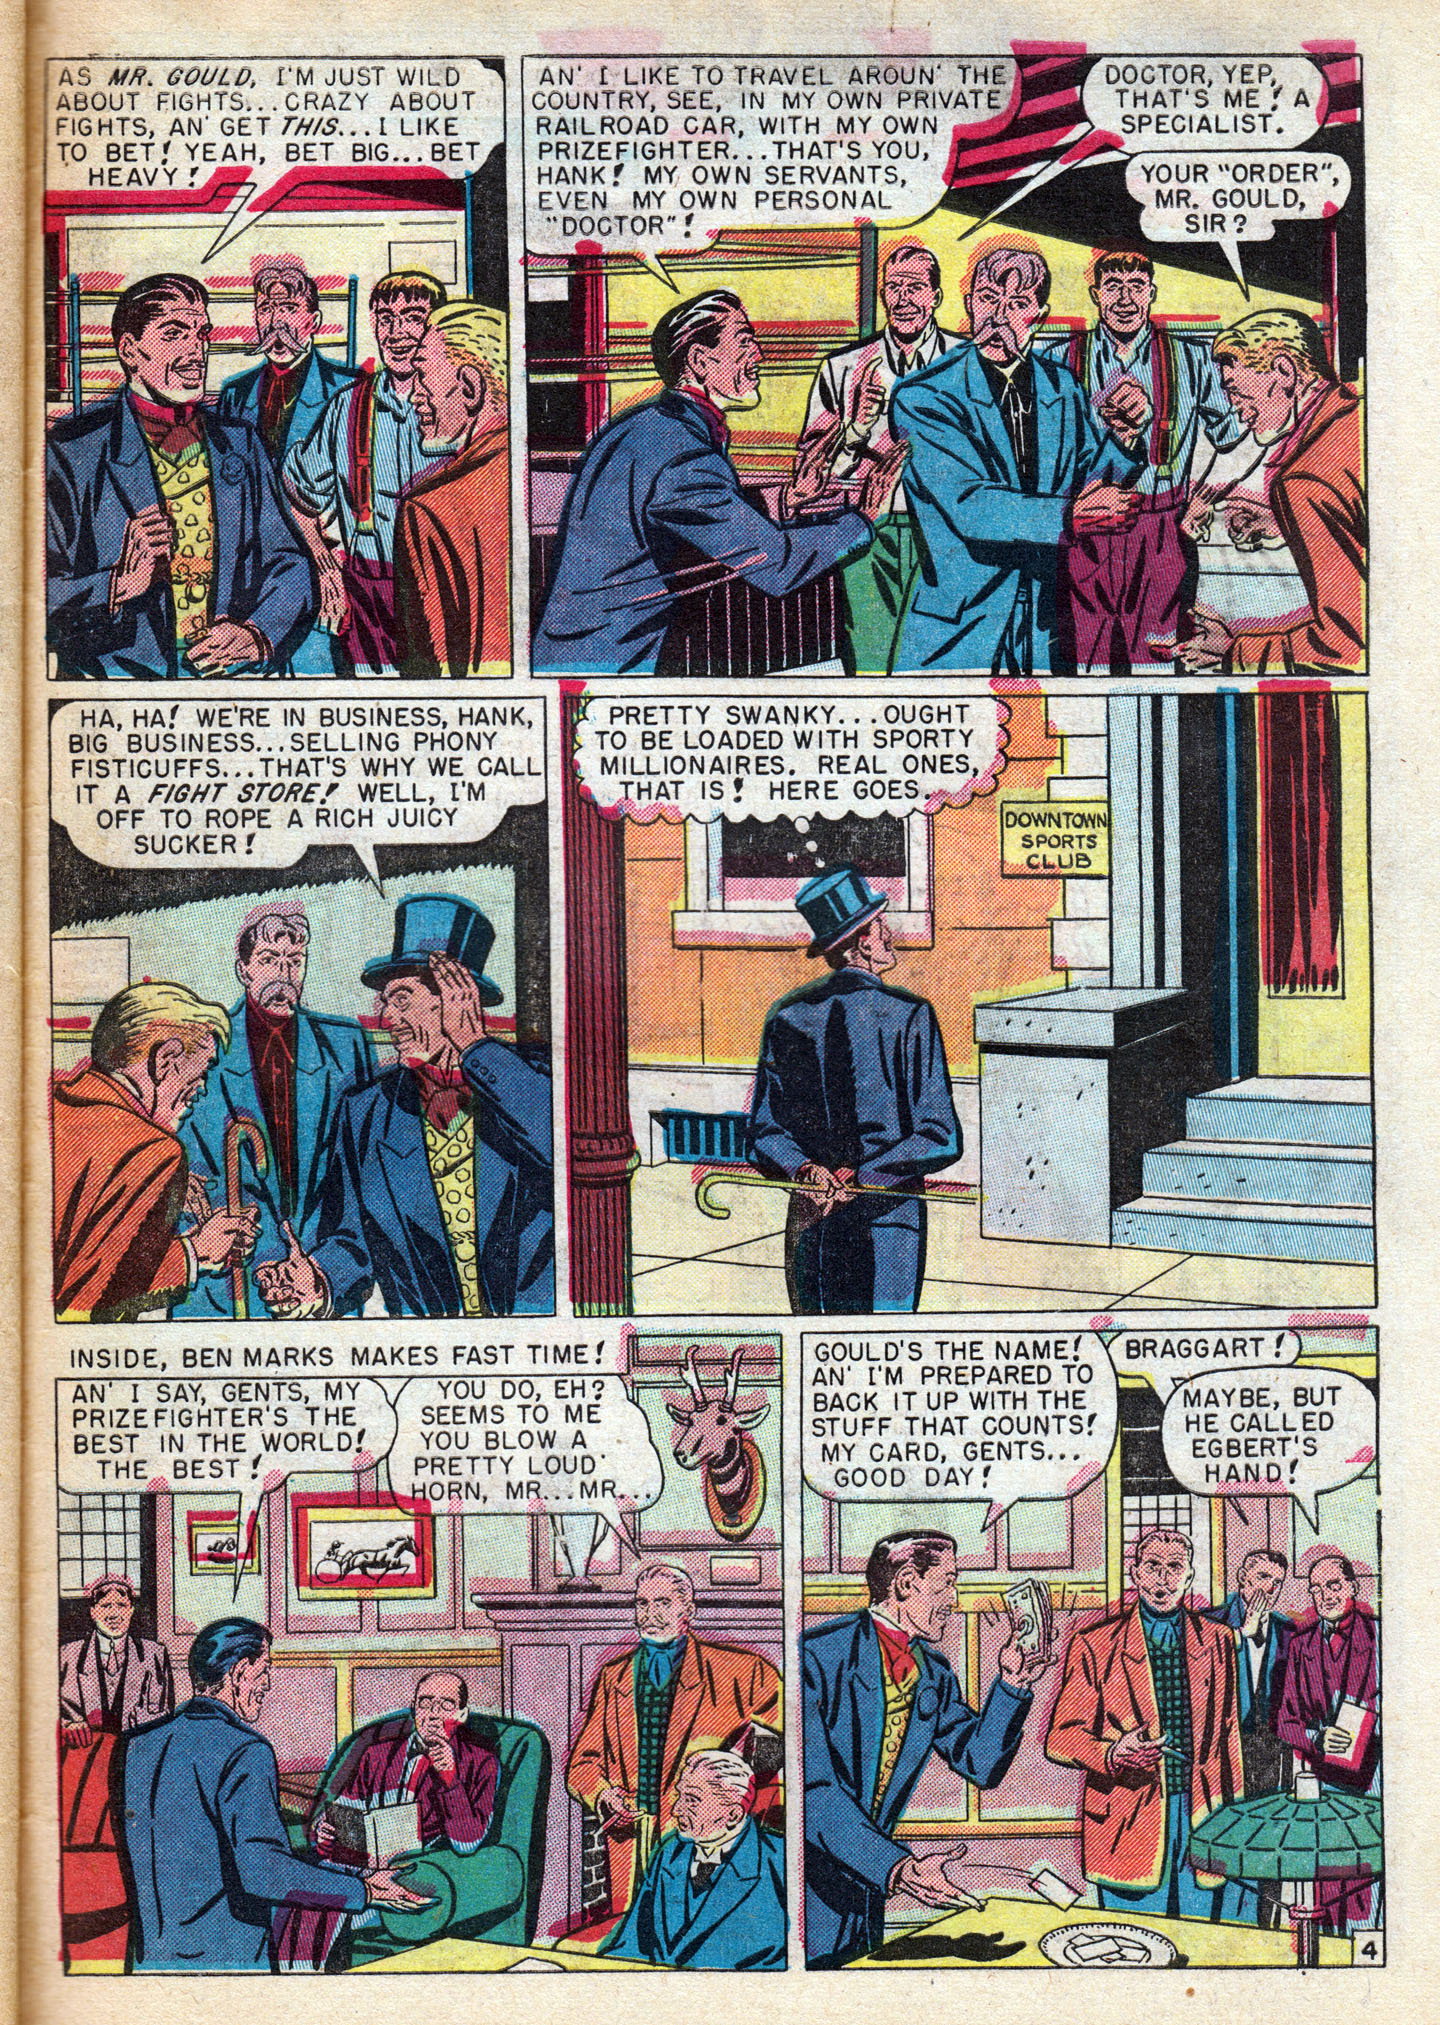 AS MR. GOULD, I'M JUST WILD
ABOUT FIGHTS...CRAZY ABOUT
FIGHTS, AN' GET THIS...I LIKE
TO BET! YEAH, BET BIG...BET
HEAVY!
AN' I LIKE TO TRAVEL AROUN' THE
COUNTRY, SEE, IN MY OWN PRIVATE
RAILROAD CAR, WITH MY OWN
PRIZEFIGHTER...THAT'S YOU,
HANK! MY OWN SERVANTS,
EVEN MY OWN PERSONAL
"DOCTOR"!
DOCTOR, YEP,
THAT'S ME! A
SPECIALIST.
YOUR "ORDER",
MR. GOULD,
SIR?
HA, HA! WE'RE IN BUSINESS, HANK,
BIG BUSINESS...SELLING PHONY
FISTICUFFS...THAT'S WHY WE CALL
IT A FIGHT STORE! WELL, I'M
OFF TO ROPE A RICH JUICY
SUCKER!
PRETTY SWANKY...OUGHT
TO BE LOADED WITH SPORTY
MILLIONAIRES. REAL ONES,
THAT IS! HERE GOES.
DOWNTOWN
SPORTS
CLUB
INSIDE, BEN MARKS MAKES FAST TIME!
AN' I SAY, GENTS, MY
PRIZEFIGHTER'S THE
BEST IN THE WORLD!
THE BEST!
YOU DO, EH?
SEEMS TO ME
YOU BLOW A
PRETTY LOUD
HORN, MR...MR...
GOULD'S THE NAME!
AN' I'M PREPARED TO
BACK IT UP WITH THE
STUFF THAT COUNTS!
MY CARD, GENTS...
GOOD DAY!
BRAGGART!
MAYBE, BUT
HE CALLED
EGBERT'S
HAND!
4